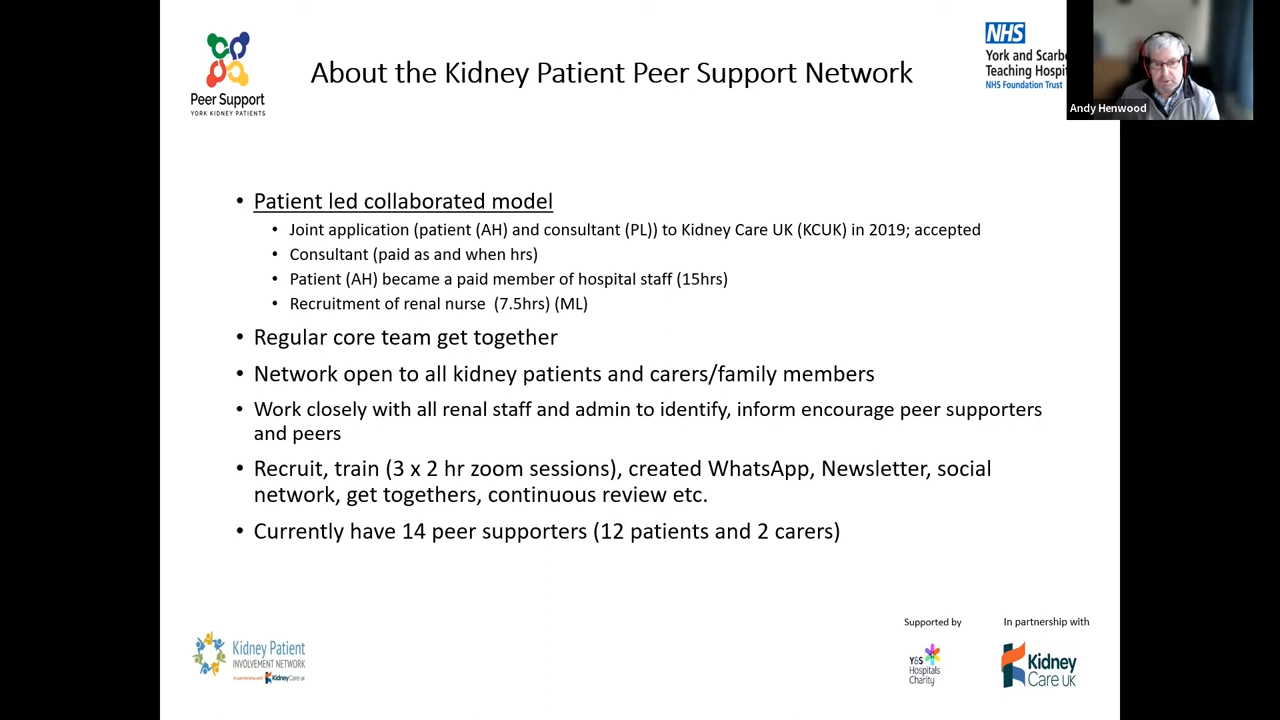 Peer Support
YORK KIDNEY PATIENTS
About the Kidney Patient Peer Support Network
NHS
York and Scarb
Teaching Hospit
NHS Foundation Trust
Andy Henwood
• Patient led collaborated model
• Joint application (patient (AH) and consultant (PL)) to Kidney Care UK (KCUK) in 2019; accepted
• Consultant (paid as and when hrs)
• Patient (AH) became a paid member of hospital staff (15hrs)
• Recruitment of renal nurse (7.5hrs) (ML)
• Regular core team get together
• Network open to all kidney patients and carers/family members
• Work closely with all renal staff and admin to identify, inform encourage peer supporters
and peers
• Recruit, train (3 x 2 hr zoom sessions), created WhatsApp, Newsletter, social
network, get togethers, continuous review etc.
• Currently have 14 peer supporters (12 patients and 2 carers)
Kidney Patient
INVOLVEMENT NETWORK
In partnership with KidneyCare UK
Supported by
Y&S
Hospitals
Charity
In partnership with
Kidney
Care UK